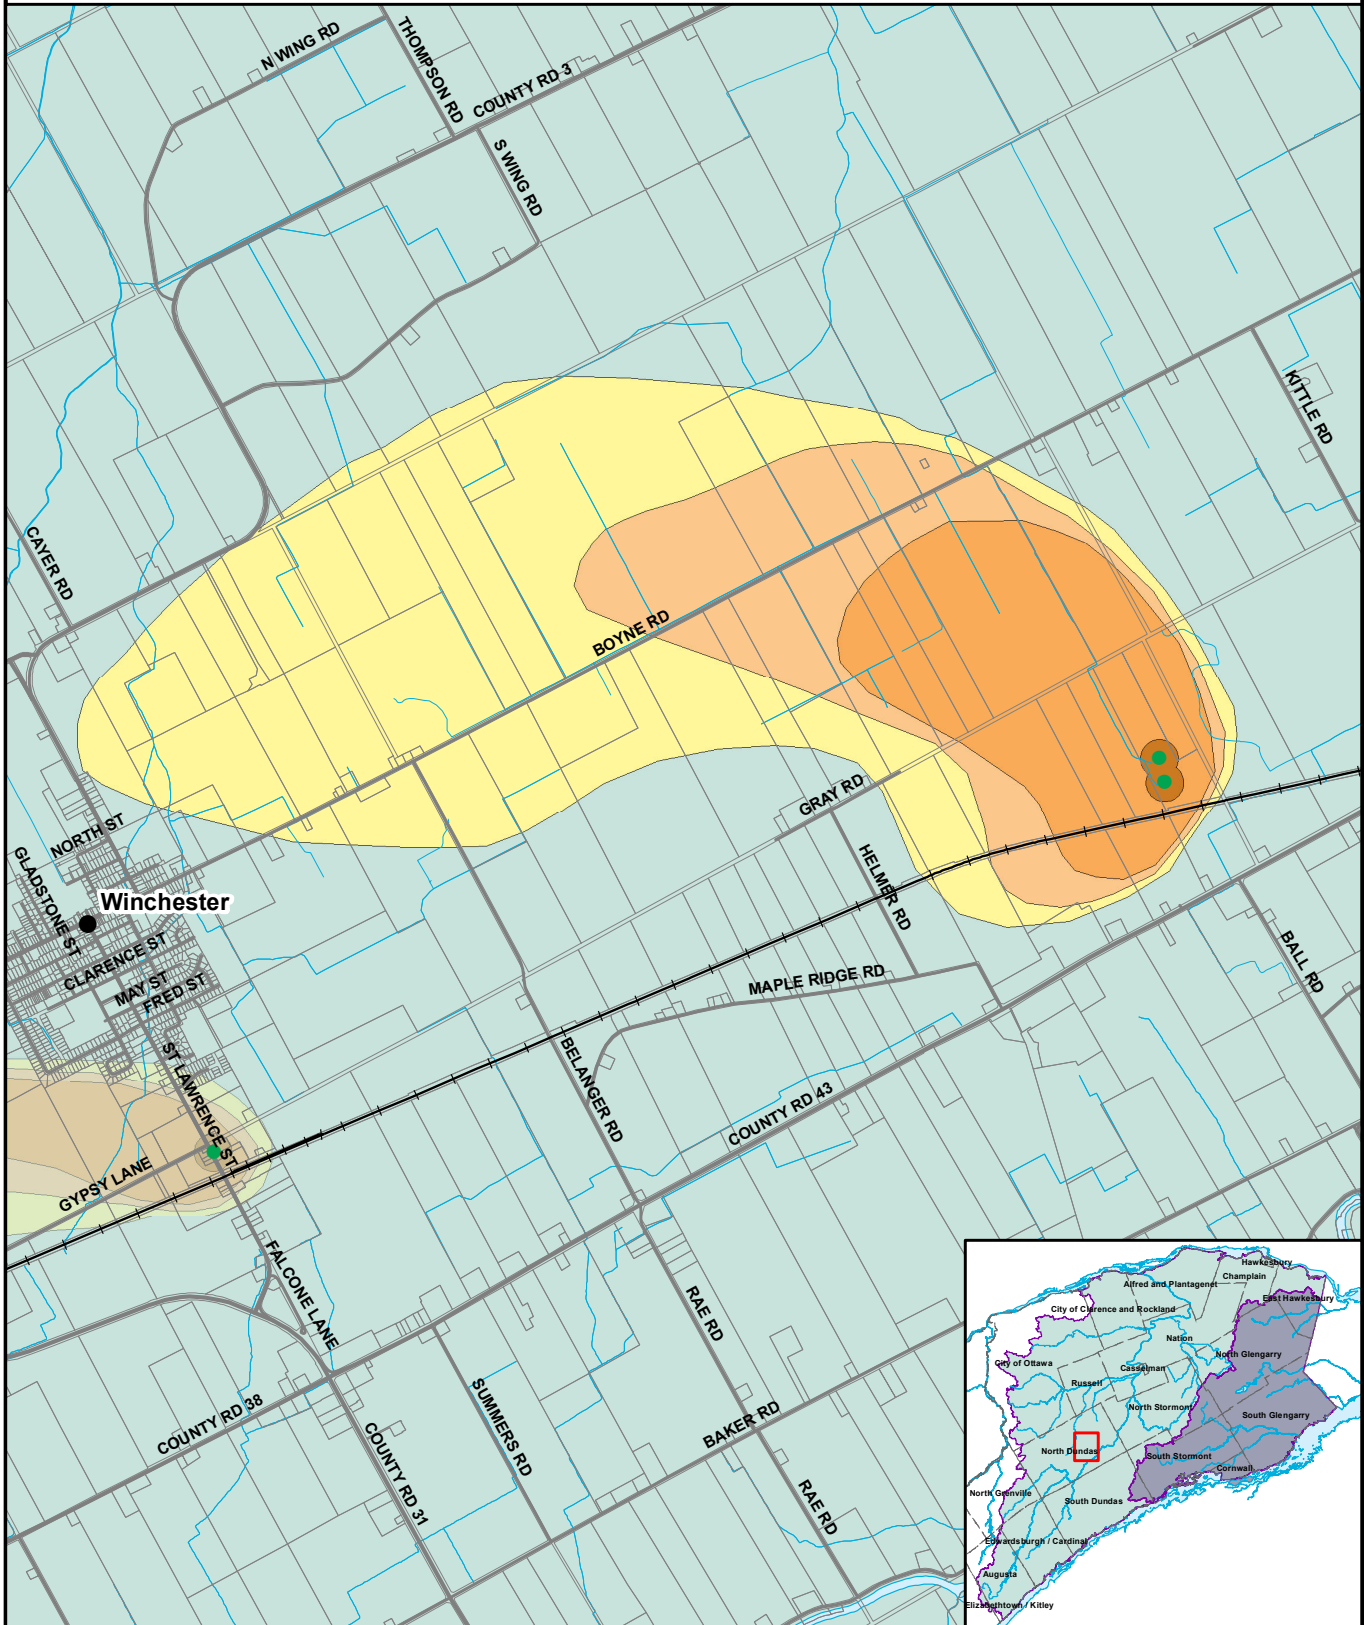 N WING RD
THOMPSON RD
COUNTY RD 3
S WING RD
KITTLE RD
CAYER RD
BOYNE RD
GRAY RD
NORTH ST
GLADSTONE ST
HELMER RD
Winchester
CLARENCE ST
BALL RD
MAY ST
FRED ST
MAPLE RIDGE RD
ST LAWRENCE ST
BELANGER RD
COUNTY RD 43
GYPSY LANE
FALCONE LANE
RAE RD
SUMMERS RD
COUNTY RD 38
BAKER RD
COUNTY RD 31
RAE RD
Hawkesbury
Champlain
Alfred and Plantagenet
East Hawkesbury
City of Clarence and Rockland
Nation
North Glengarry
City of Ottawa
Casselman
Russell
North Stormont
South Glengarry
North Dundas
South Stormont
Cornwall
North Grenville
South Dundas
Edwardsburgh / Cardinal
Augusta
Elizabethtown / Kitley